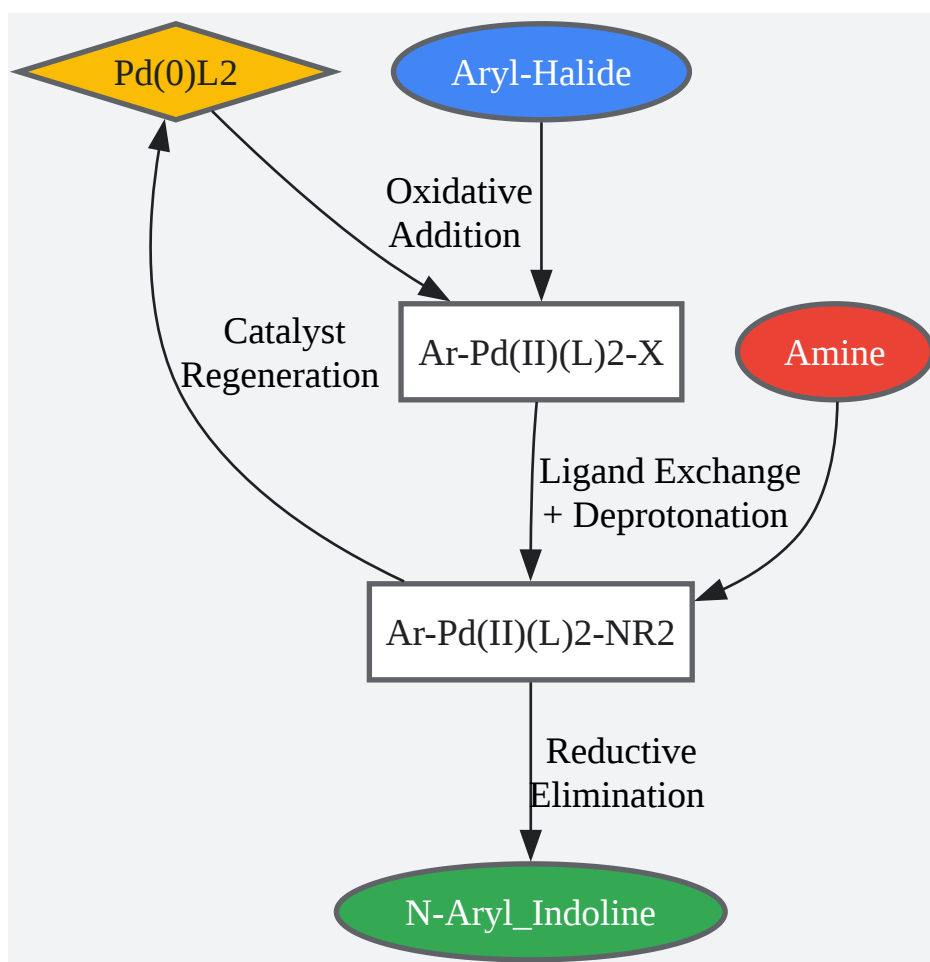 Pd(0)L2
Aryl-Halide
Oxidative
Addition
Catalyst
Regeneration
Ar-Pd(II)(L)2-X
Amine
Ligand Exchange
+ Deprotonation
Ar-Pd(II)(L)2-NR2
Reductive
Elimination
N-Aryl_Indoline